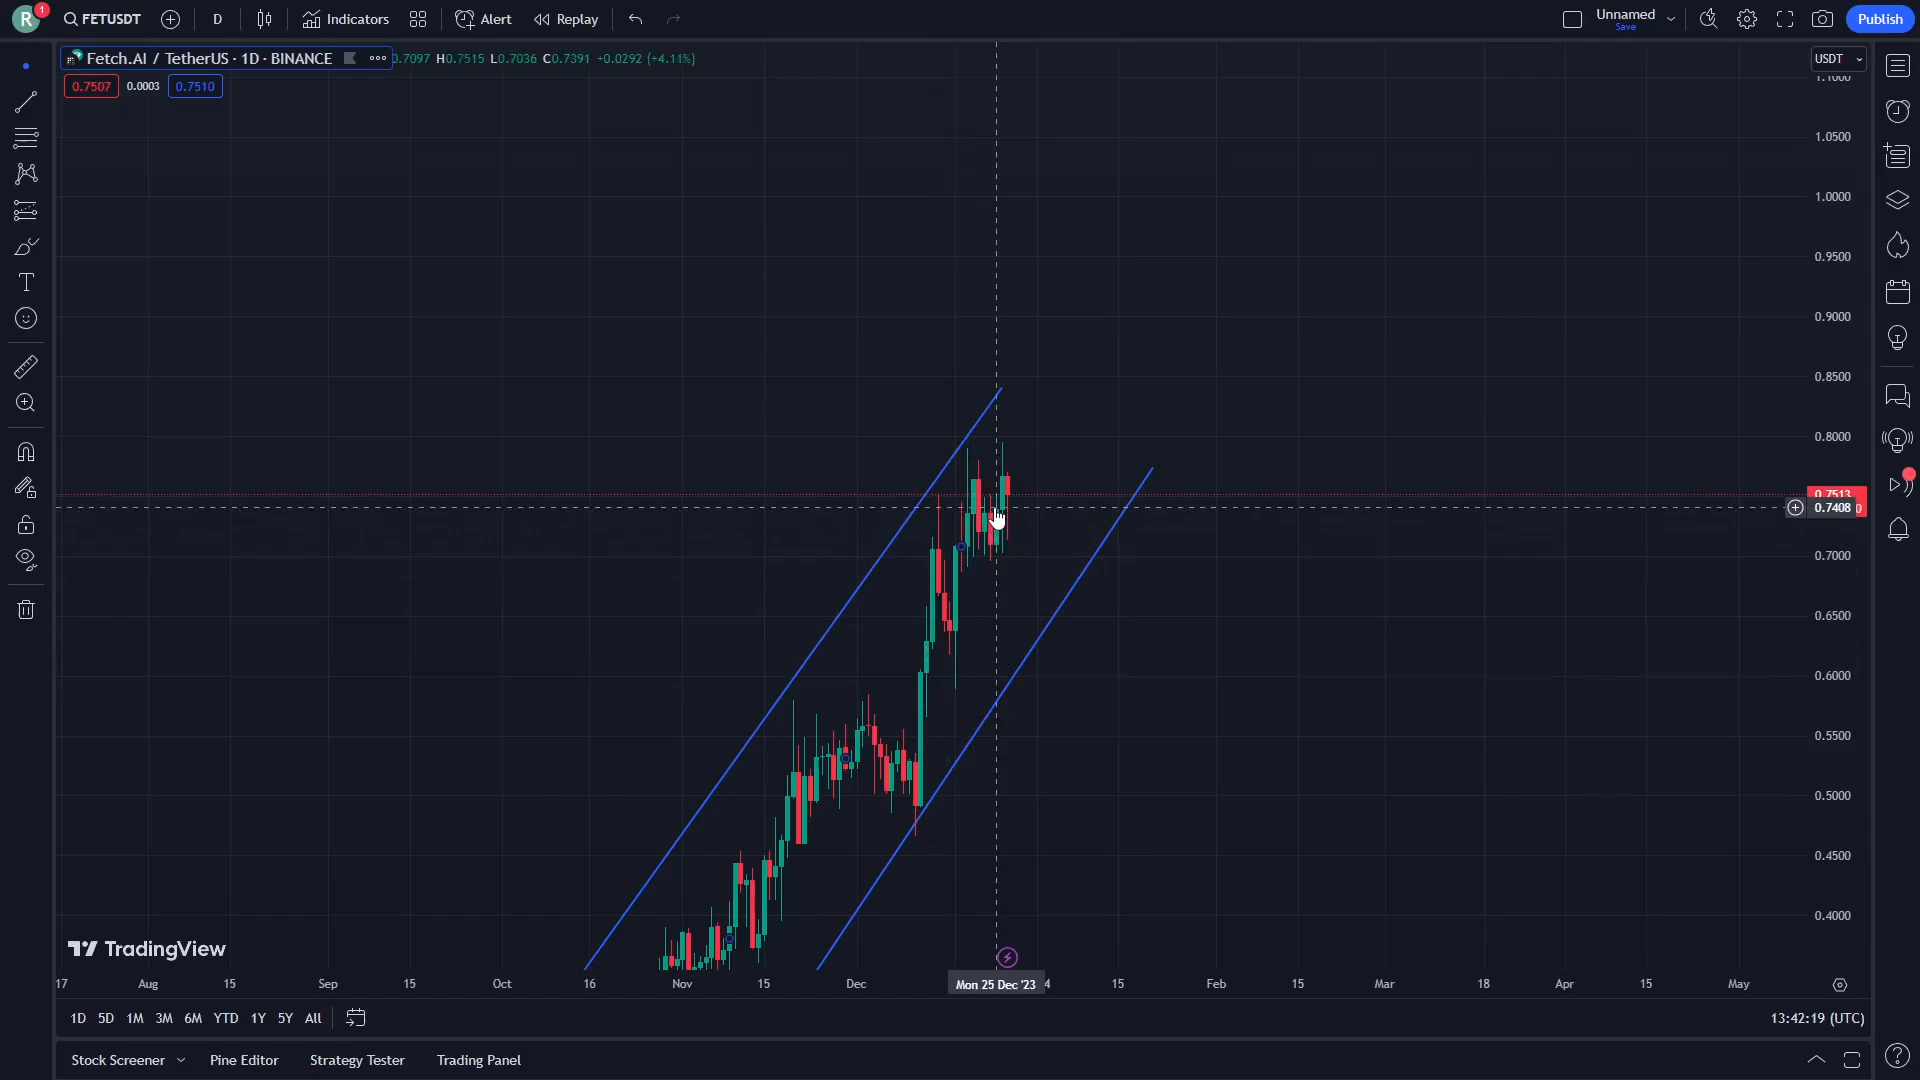 R 1 FETUSDT D Indicators Alert Replay Unnamed Save Publish
Fetch.AI / TetherUS · 1D · BINANCE 0.7097 H0.7515 L0.7036 C0.7391 +0.0292 (+4.11%) USDT
0.7507 0.0003 0.7510
1.1000
1.0500
1.0000
0.9500
0.9000
0.8500
0.8000
0.7513
0.7408
0.7000
0.6500
0.6000
0.5500
0.5000
0.4500
0.4000
TradingView
17 Aug 15 Sep 15 Oct 16 Nov 15 Dec Mon 25 Dec '23 4 15 Feb 15 Mar 18 Apr 15 May
1D 5D 1M 3M 6M YTD 1Y 5Y All 13:42:19 (UTC)
Stock Screener Pine Editor Strategy Tester Trading Panel